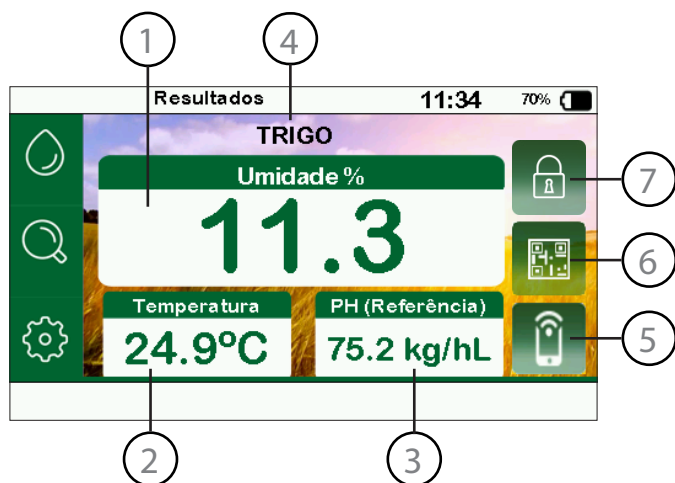 1
4
Resultados 11:34 70%
TRIGO
Umidade %
11.3
7
6
Temperatura PH (Referência)
24.9ºC 75.2 kg/hL
5
2 3